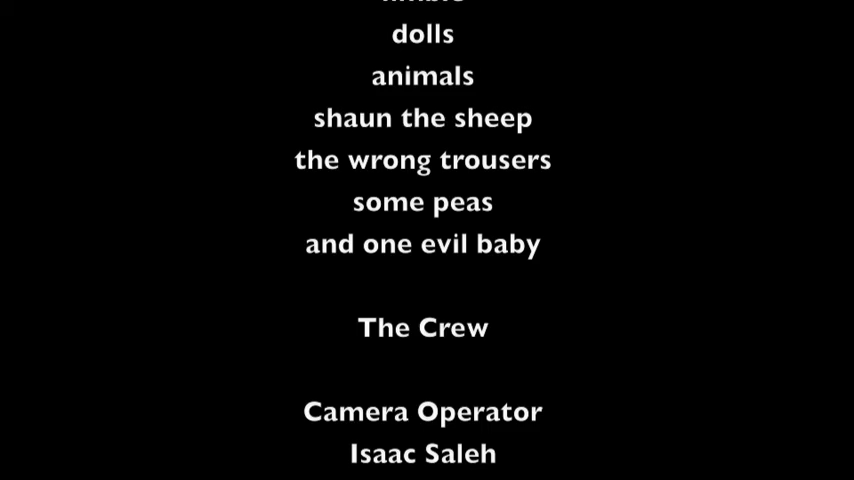 dolls
animals
shaun the sheep
the wrong trousers
some peas
and one evil baby
The Crew
Camera Operator
Isaac Saleh